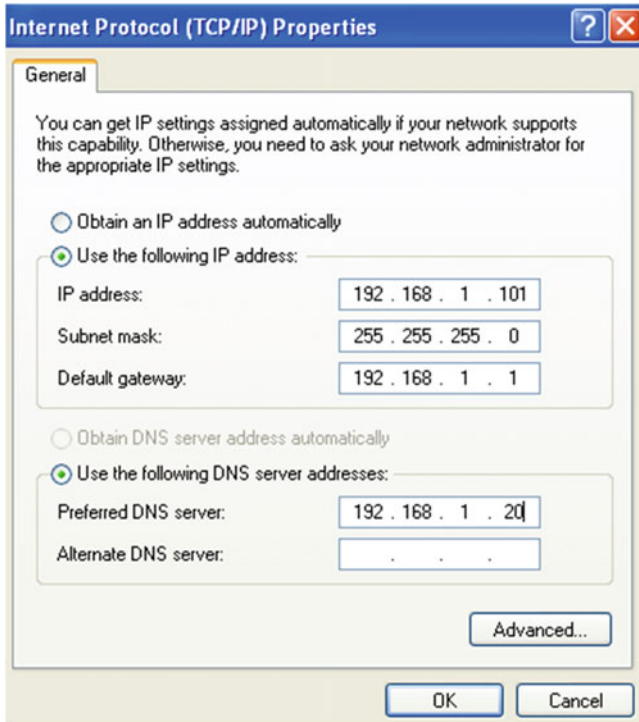 Internet Protocol (TCP/IP) Properties
General
You can get IP settings assigned automatically if your network supports
this capability. Otherwise, you need to ask your network administrator for
the appropriate IP settings.
Obtain an IP address automatically
Use the following IP address:
IP address: 192 . 168 . 1 . 101
Subnet mask: 255 . 255 . 255 . 0
Default gateway: 192 . 168 . 1 . 1
Obtain DNS server address automatically
Use the following DNS server addresses:
Preferred DNS server: 192 . 168 . 1 . 20
Alternate DNS server: . . .
Advanced...
OK Cancel